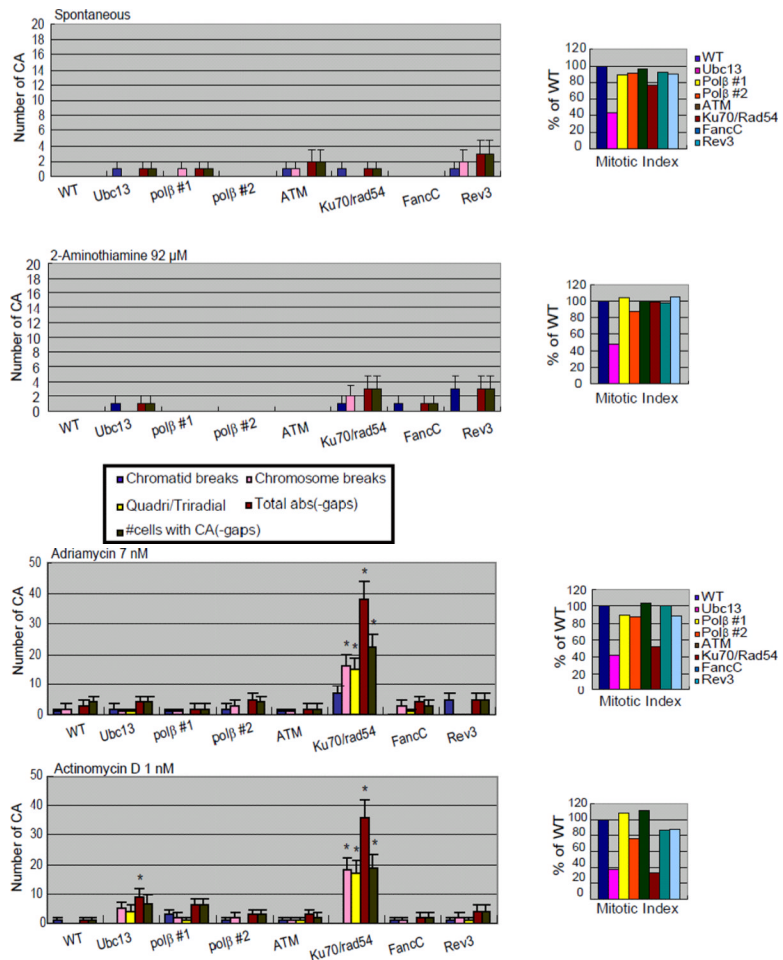 Spontaneous
Number of CA
20
18
16
14
12
10
8
6
4
2
0
WT Ubc13 polβ #1 polβ #2 ATM Ku70/rad54 FancC Rev3
% of WT
120
100
80
60
40
20
0
Mitotic Index
WT
Ubc13
Polβ #1
Polβ #2
ATM
Ku70/Rad54
FancC
Rev3
2-Aminothiamine 92 µM
Number of CA
20
18
16
14
12
10
8
6
4
2
0
WT Ubc13 polβ #1 polβ #2 ATM Ku70/rad54 FancC Rev3
% of WT
120
100
80
60
40
20
0
Mitotic Index
Chromatid breaks Chromosome breaks
Quadri/Triradial Total abs(-gaps)
#cells with CA(-gaps)
Adriamycin 7 nM
Number of CA
50
40
30
20
10
0
* * * *
WT Ubc13 polβ #1 polβ #2 ATM Ku70/rad54 FancC Rev3
% of WT
120
100
80
60
40
20
0
Mitotic Index
WT
Ubc13
Polβ #1
Polβ #2
ATM
Ku70/Rad54
FancC
Rev3
Actinomycin D 1 nM
Number of CA
50
40
30
20
10
0
* * * * *
WT Ubc13 polβ #1 polβ #2 ATM Ku70/rad54 FancC Rev3
% of WT
120
100
80
60
40
20
0
Mitotic Index